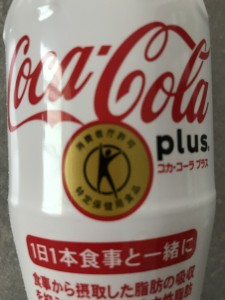 Coca-Cola
plus.
コカ・コーラ プラス
消費者庁許可
特定保健用食品
1日1本食事と一緒に
食事から摂取した脂肪の吸収